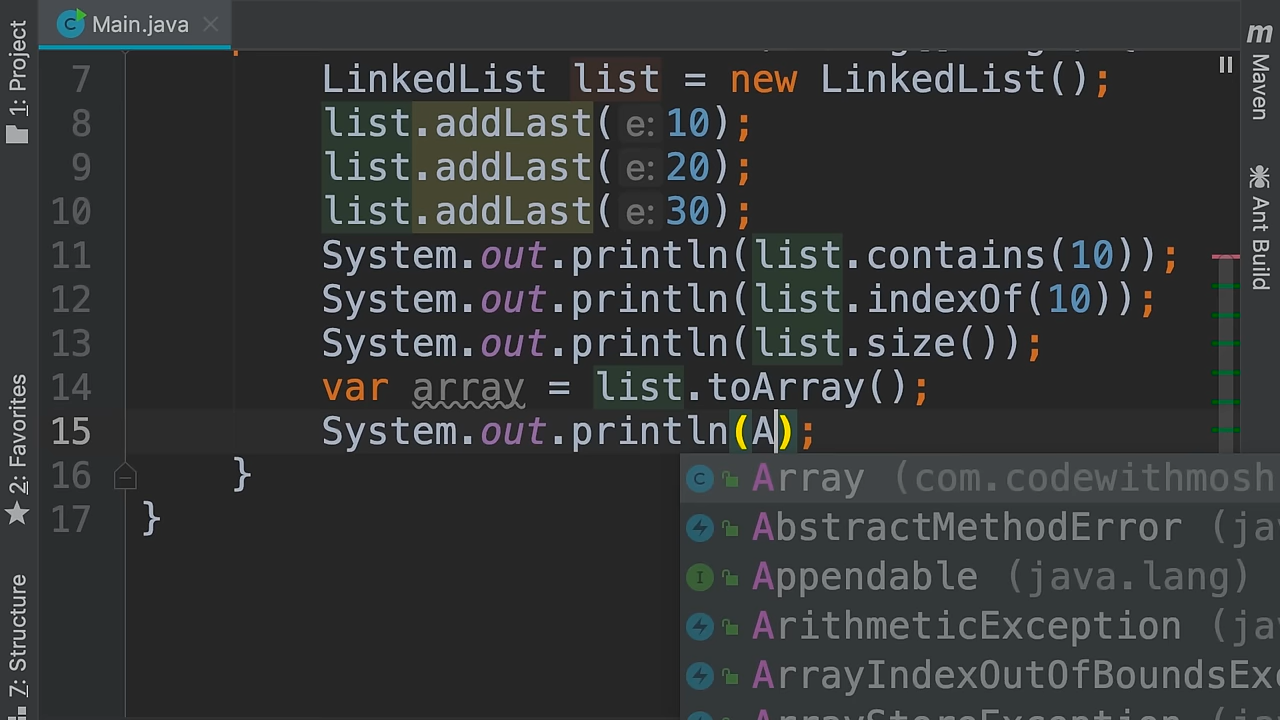 Main.java
1: Project
2: Favorites
7: Structure
m Maven
Ant Build
7 LinkedList list = new LinkedList();
8 list.addLast( e: 10);
9 list.addLast( e: 20);
10 list.addLast( e: 30);
11 System.out.println(list.contains(10));
12 System.out.println(list.indexOf(10));
13 System.out.println(list.size());
14 var array = list.toArray();
15 System.out.println(A);
16 }
17 }
C Array (com.codewithmosh
AbstractMethodError (ja
I Appendable (java.lang)
ArithmeticException (ja
ArrayIndexOutOfBoundsExc
ArrayStoreException (ja